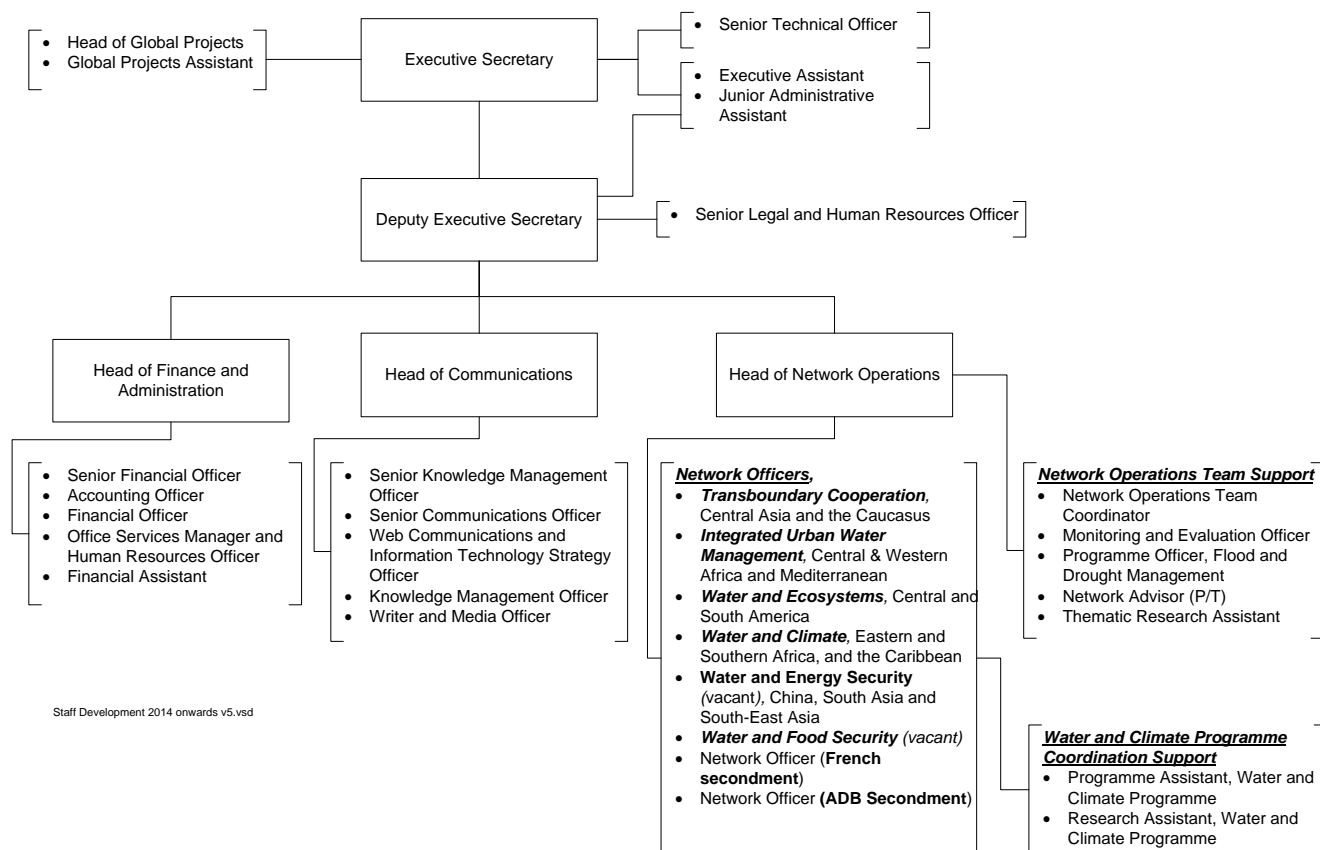 • Head of Global Projects
• Global Projects Assistant
Executive Secretary
• Senior Technical Officer
• Executive Assistant
• Junior Administrative
Assistant
Deputy Executive Secretary
• Senior Legal and Human Resources Officer
Head of Finance and
Administration
Head of Communications
Head of Network Operations
• Senior Financial Officer
• Accounting Officer
• Financial Officer
• Office Services Manager and
Human Resources Officer
• Financial Assistant
• Senior Knowledge Management
Officer
• Senior Communications Officer
• Web Communications and
Information Technology Strategy
Officer
• Knowledge Management Officer
• Writer and Media Officer
Network Officers,
• Transboundary Cooperation,
Central Asia and the Caucasus
• Integrated Urban Water
Management, Central & Western
Africa and Mediterranean
• Water and Ecosystems, Central and
South America
• Water and Climate, Eastern and
Southern Africa, and the Caribbean
• Water and Energy Security
(vacant), China, South Asia and
South-East Asia
• Water and Food Security (vacant)
• Network Officer (French
secondment)
• Network Officer (ADB Secondment)
Network Operations Team Support
• Network Operations Team
Coordinator
• Monitoring and Evaluation Officer
• Programme Officer, Flood and
Drought Management
• Network Advisor (P/T)
• Thematic Research Assistant
Water and Climate Programme
Coordination Support
• Programme Assistant, Water and
Climate Programme
• Research Assistant, Water and
Climate Programme
Staff Development 2014 onwards v5.vsd